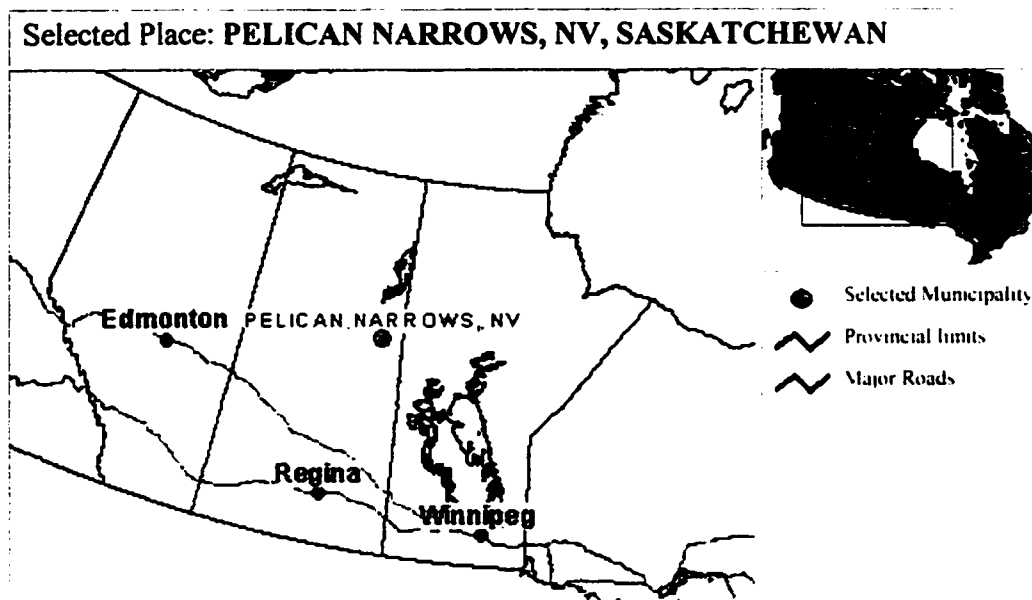 Selected Place: PELICAN NARROWS, NV, SASKATCHEWAN
Selected Municipality
Provincial limits
Major Roads
Edmonton
PELICAN NARROWS, NV
Regina
Winnipeg